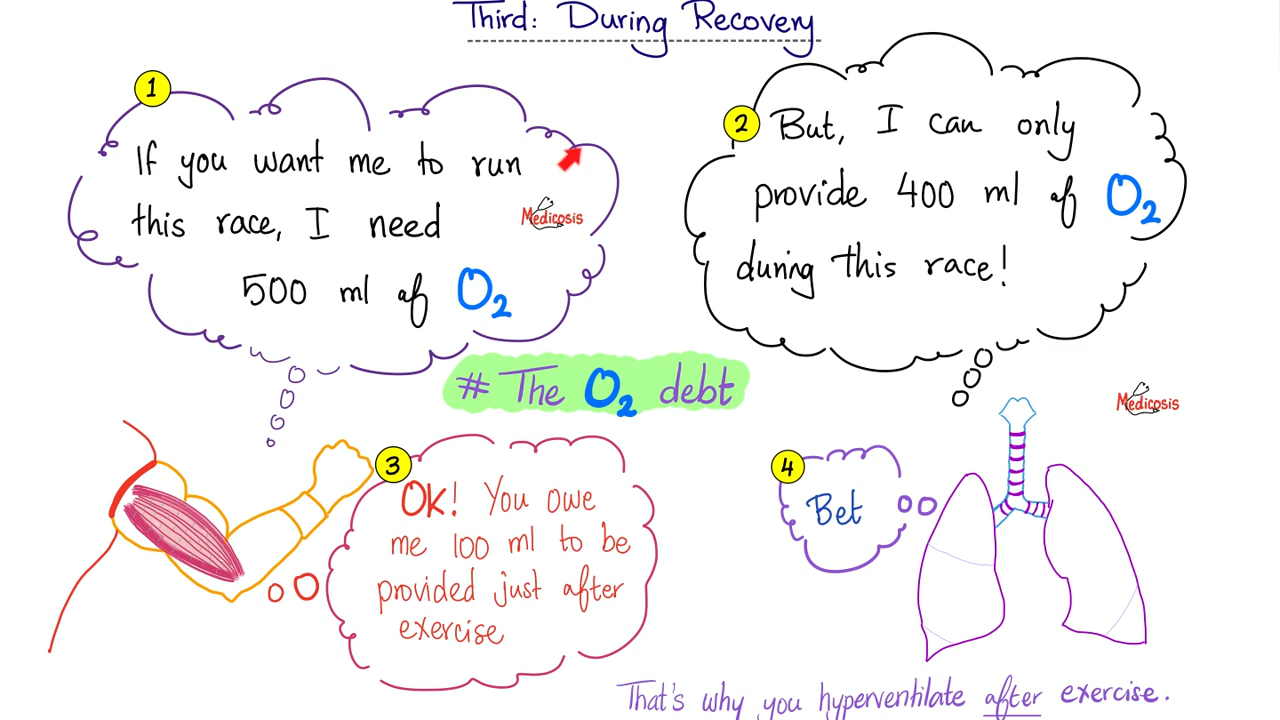 Third: During Recovery
1
If you want me to run
this race, I need
500 ml of O2
Medicosis
2
But, I can only
provide 400 ml of O2
during this race!
# The O2 debt
Medicosis
3
OK! You owe
me 100 ml to be
provided just after
exercise
4
Bet
That's why you hyperventilate after exercise.